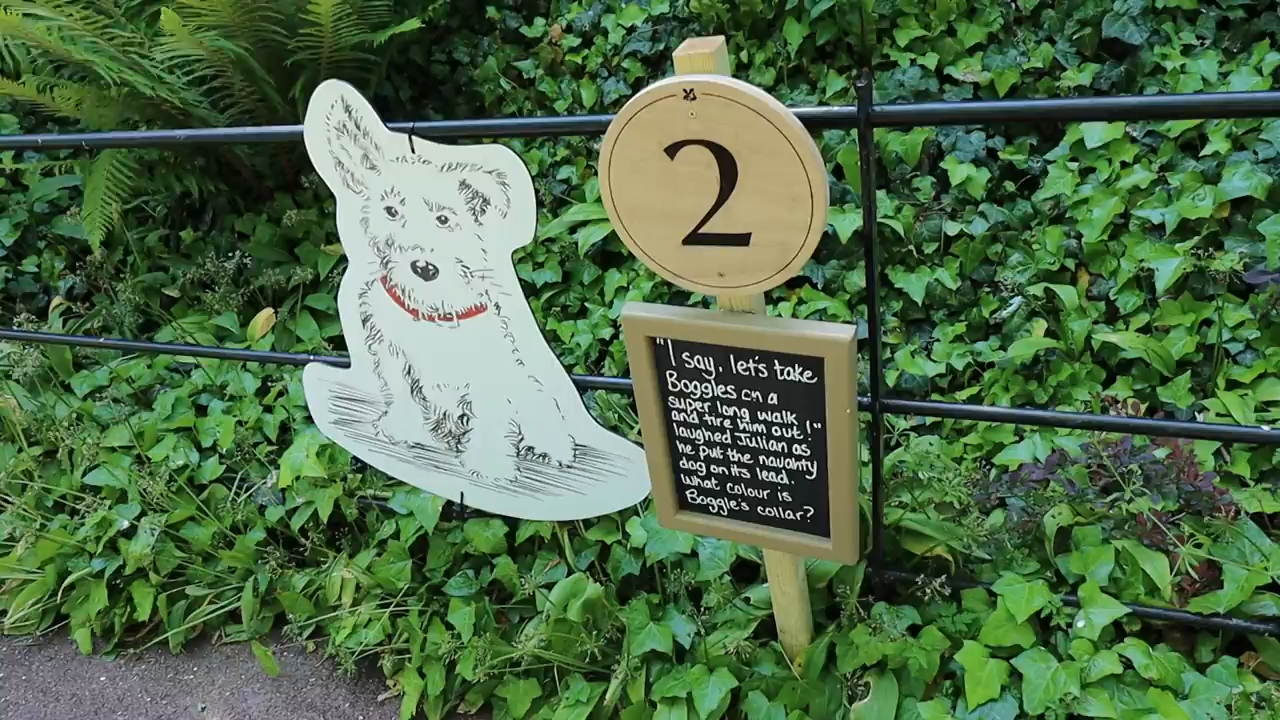 2
"I say, let's take
Boggles on a
super long walk
and tire him out!"
laughed Julian as
he put the naughty
dog on its lead.
what colour is
Boggle's collar?